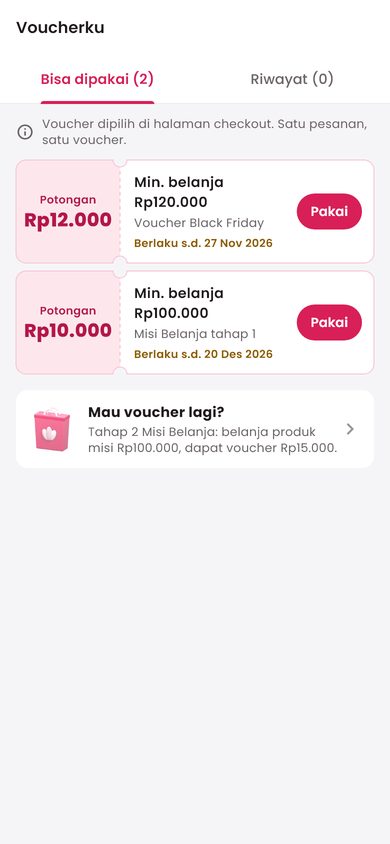 Voucherku
Bisa dipakai (2)
Riwayat (0)
Voucher dipilih di halaman checkout. Satu pesanan,
satu voucher.
Potongan
Rp12.000
Min. belanja
Rp120.000
Voucher Black Friday
Berlaku s.d. 27 Nov 2026
Pakai
Potongan
Rp10.000
Min. belanja
Rp100.000
Misi Belanja tahap 1
Berlaku s.d. 20 Des 2026
Pakai
Mau voucher lagi?
Tahap 2 Misi Belanja: belanja produk
misi Rp100.000, dapat voucher Rp15.000.